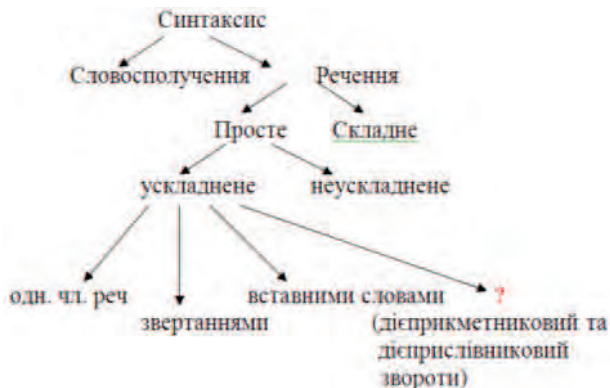 Синтаксис
Словосполучення Речення
Просте Складне
ускладнене неускладнене
одн. чл. реч вставними словами ?
звертаннями (дієприкметниковий та
дієприслівниковий
звороти)